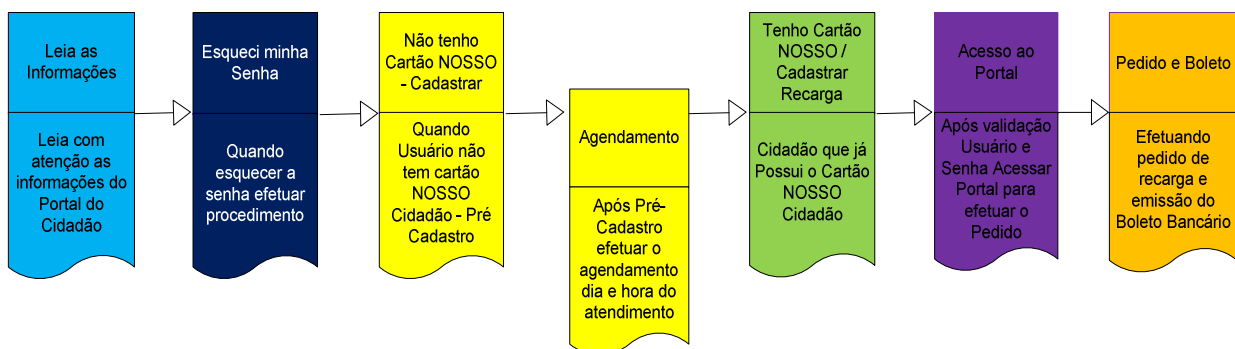 Leia as
Informações
Leia com
atenção as
informações do
Portal do
Cidadão
Esqueci minha
Senha
Quando
esquecer a
senha efetuar
procedimento
Não tenho
Cartão NOSSO
- Cadastrar
Quando
Usuário não
tem cartão
NOSSO
Cidadão - Pré
Cadastro
Agendamento
Após Pré-
Cadastro
efetuar o
agendamento
dia e hora do
atendimento
Tenho Cartão
NOSSO /
Cadastrar
Recarga
Cidadão que já
Possui o Cartão
NOSSO
Cidadão
Acesso ao
Portal
Após validação
Usuário e
Senha Acessar
Portal para
efetuar o
Pedido
Pedido e Boleto
Efetuando
pedido de
recarga e
emissão do
Boleto Bancário